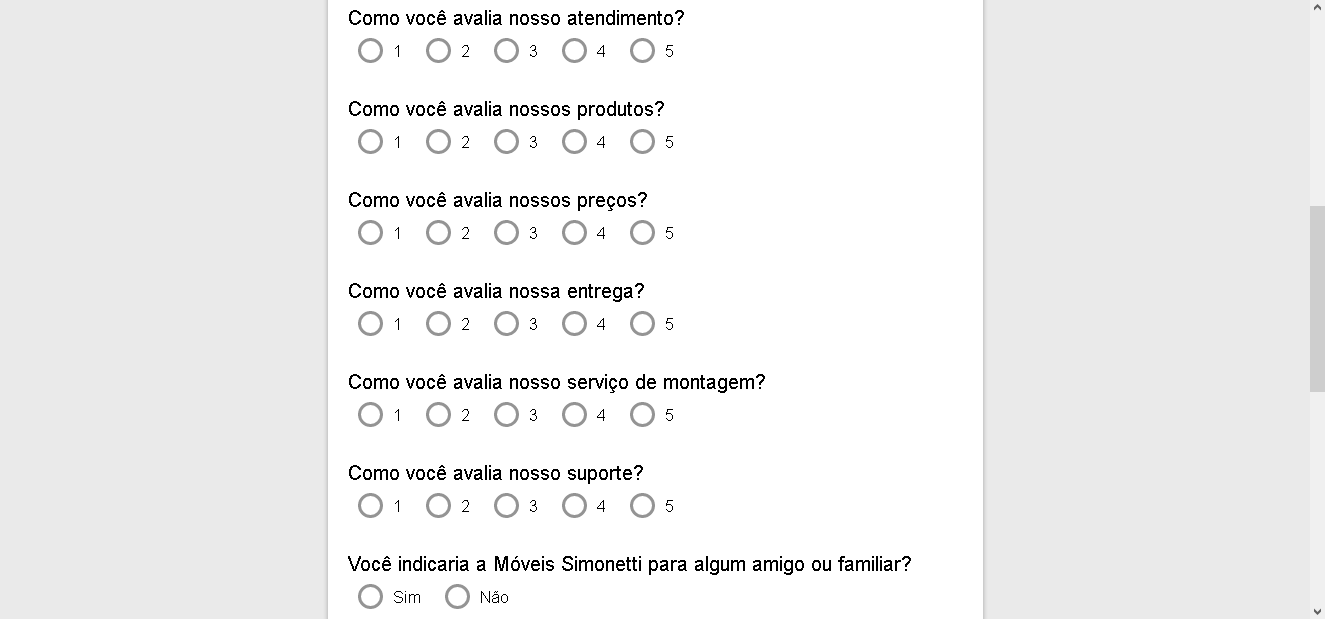 Como você avalia nosso atendimento?
1 2 3 4 5
Como você avalia nossos produtos?
1 2 3 4 5
Como você avalia nossos preços?
1 2 3 4 5
Como você avalia nossa entrega?
1 2 3 4 5
Como você avalia nosso serviço de montagem?
1 2 3 4 5
Como você avalia nosso suporte?
1 2 3 4 5
Você indicaria a Móveis Simonetti para algum amigo ou familiar?
Sim Não